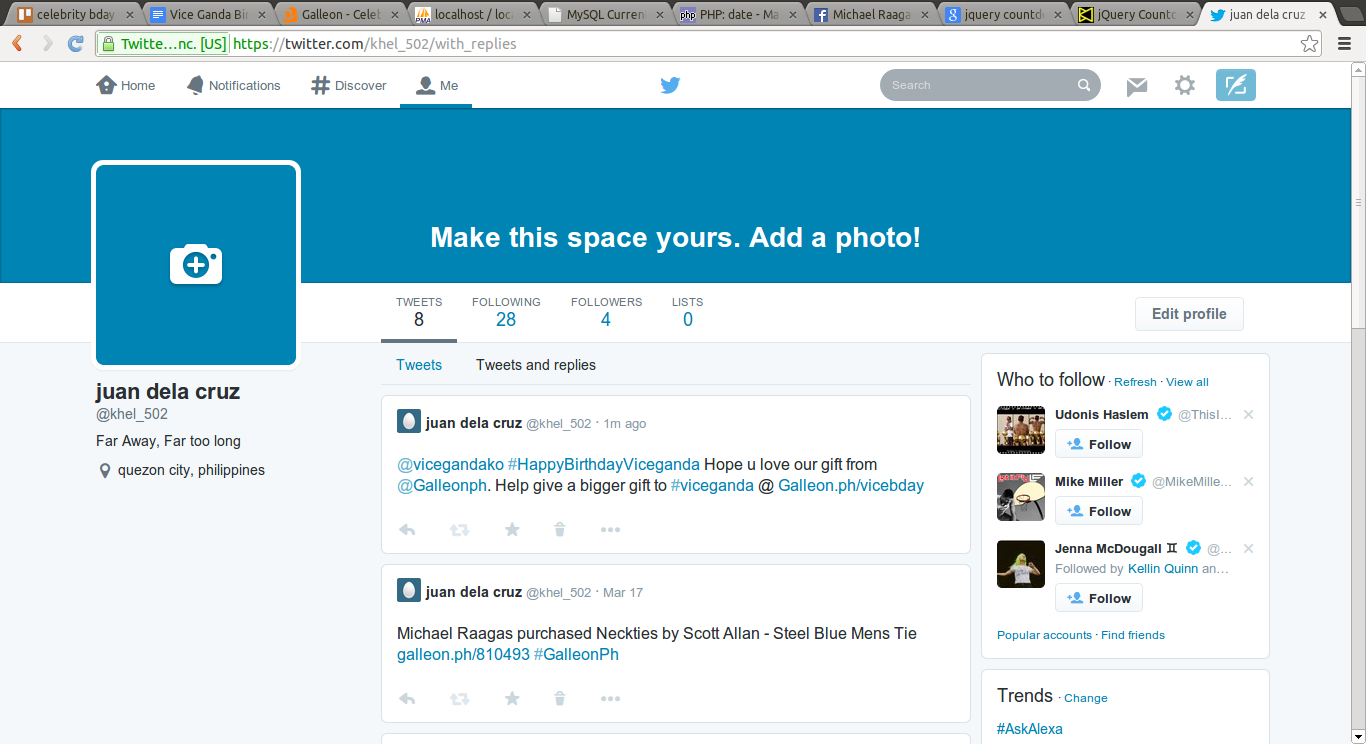 celebrity bday
Vice Ganda Bir
Galleon - Celeb
localhost / loca
MySQL Current
PHP: date - Ma
Michael Raaga
jquery countdo
jQuery Countd
juan dela cruz
Twitte...nc. [US] https://twitter.com/khel_502/with_replies
Home
Notifications
Discover
Me
Search
Make this space yours. Add a photo!
TWEETS
FOLLOWING
FOLLOWERS
LISTS
8
28
4
0
Edit profile
juan dela cruz
@khel_502
Far Away, Far too long
quezon city, philippines
Tweets
Tweets and replies
juan dela cruz @khel_502 · 1m ago
@vicegandako #HappyBirthdayViceganda Hope u love our gift from
@Galleonph. Help give a bigger gift to #viceganda @ Galleon.ph/vicebday
juan dela cruz @khel_502 · Mar 17
Michael Raagas purchased Neckties by Scott Allan - Steel Blue Mens Tie
galleon.ph/810493 #GalleonPh
Who to follow · Refresh · View all
Udonis Haslem @ThisI...
Follow
Mike Miller @MikeMille...
Follow
Jenna McDougall ♊ @...
Followed by Kellin Quinn an...
Follow
Popular accounts · Find friends
Trends · Change
#AskAlexa